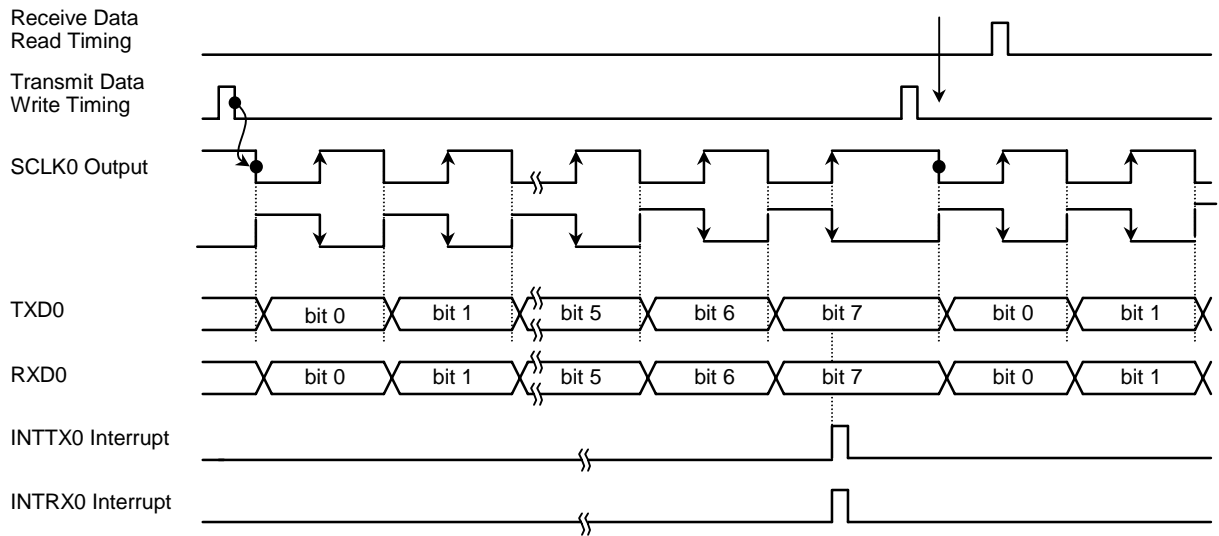 Receive Data
Read Timing
Transmit Data
Write Timing
SCLK0 Output
TXD0
bit 0 bit 1 bit 5 bit 6 bit 7 bit 0 bit 1
RXD0
bit 0 bit 1 bit 5 bit 6 bit 7 bit 0 bit 1
INTTX0 Interrupt
INTRX0 Interrupt